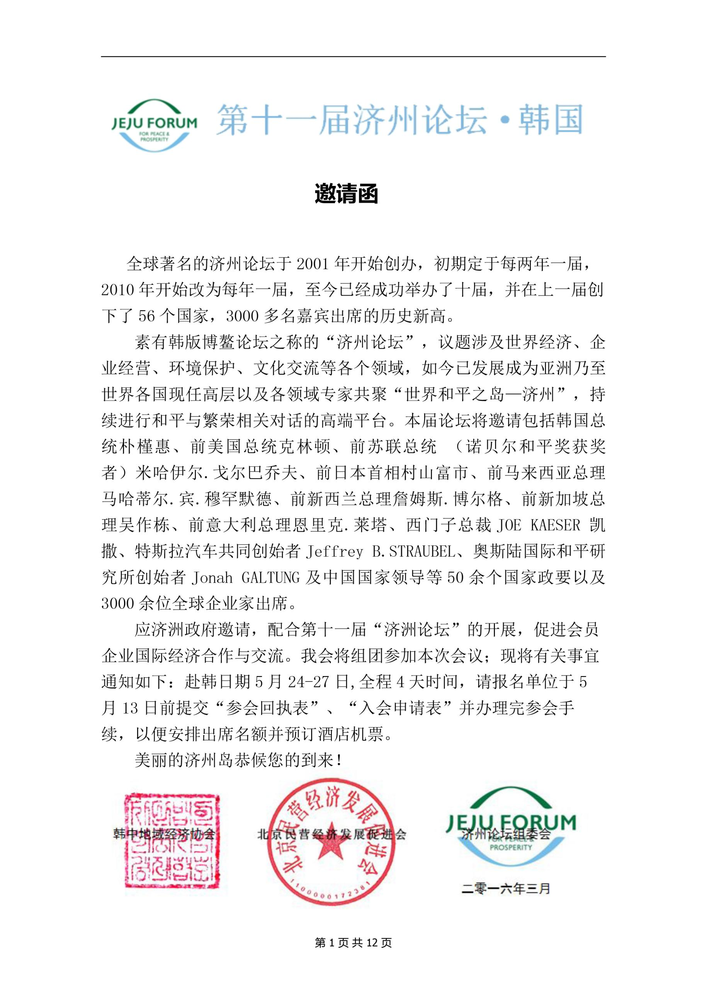 JEJU FORUM
FOR PEACE &
PROSPERITY
第十一届济州论坛·韩国
邀请函
全球著名的济州论坛于 2001 年开始创办，初期定于每两年一届，
2010 年开始改为每年一届，至今已经成功举办了十届，并在上一届创
下了 56 个国家，3000 多名嘉宾出席的历史新高。
素有韩版博鳌论坛之称的“济州论坛”，议题涉及世界经济、企
业经营、环境保护、文化交流等各个领域，如今已发展成为亚洲乃至
世界各国现任高层以及各领域专家共聚“世界和平之岛—济州”，持
续进行和平与繁荣相关对话的高端平台。本届论坛将邀请包括韩国总
统朴槿惠、前美国总统克林顿、前苏联总统 （诺贝尔和平奖获奖
者）米哈伊尔.戈尔巴乔夫、前日本首相村山富市、前马来西亚总理
马哈蒂尔.宾.穆罕默德、前新西兰总理詹姆斯.博尔格、前新加坡总
理吴作栋、前意大利总理恩里克.莱塔、西门子总裁 JOE KAESER 凯
撒、特斯拉汽车共同创始者 Jeffrey B.STRAUBEL、奥斯陆国际和平研
究所创始者 Jonah GALTUNG 及中国国家领导等 50 余个国家政要以及
3000 余位全球企业家出席。
应济洲政府邀请，配合第十一届“济洲论坛”的开展，促进会员
企业国际经济合作与交流。我会将组团参加本次会议；现将有关事宜
通知如下：赴韩日期 5 月 24-27 日,全程 4 天时间，请报名单位于 5
月 13 日前提交“参会回执表”、“入会申请表”并办理完参会手
续，以便安排出席名额并预订酒店机票。
美丽的济州岛恭候您的到来！
韩中地域经济协会
北京民营经济发展促进会
北京民营经济发展促进会
1100000172381
JEJU FORUM
济州论坛组委会
FOR PEACE &
PROSPERITY
二零一六年三月
第 1 页 共 12 页